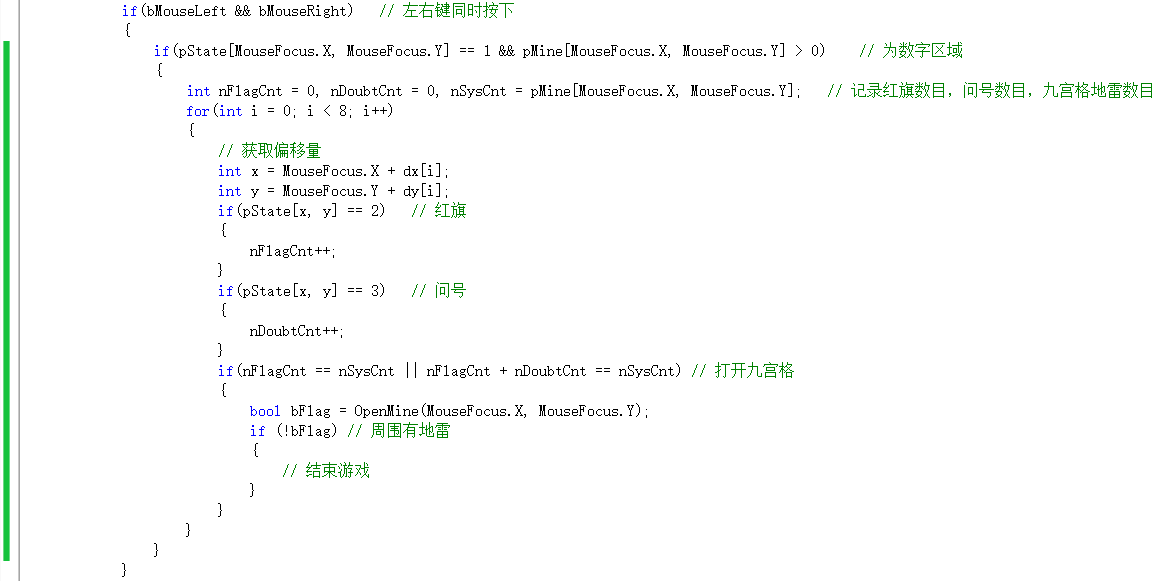 if(bMouseLeft && bMouseRight)   // 左右键同时按下
{
    if(pState[MouseFocus.X, MouseFocus.Y] == 1 && pMine[MouseFocus.X, MouseFocus.Y] > 0)    // 为数字区域
    {
        int nFlagCnt = 0, nDoubtCnt = 0, nSysCnt = pMine[MouseFocus.X, MouseFocus.Y];   // 记录红旗数目，问号数目，九宫格地雷数目
        for(int i = 0; i < 8; i++)
        {
            // 获取偏移量
            int x = MouseFocus.X + dx[i];
            int y = MouseFocus.Y + dy[i];
            if(pState[x, y] == 2)   // 红旗
            {
                nFlagCnt++;
            }
            if(pState[x, y] == 3)   // 问号
            {
                nDoubtCnt++;
            }
            if(nFlagCnt == nSysCnt || nFlagCnt + nDoubtCnt == nSysCnt) // 打开九宫格
            {
                bool bFlag = OpenMine(MouseFocus.X, MouseFocus.Y);
                if (!bFlag) // 周围有地雷
                {
                    // 结束游戏
                }
            }
        }
    }
}